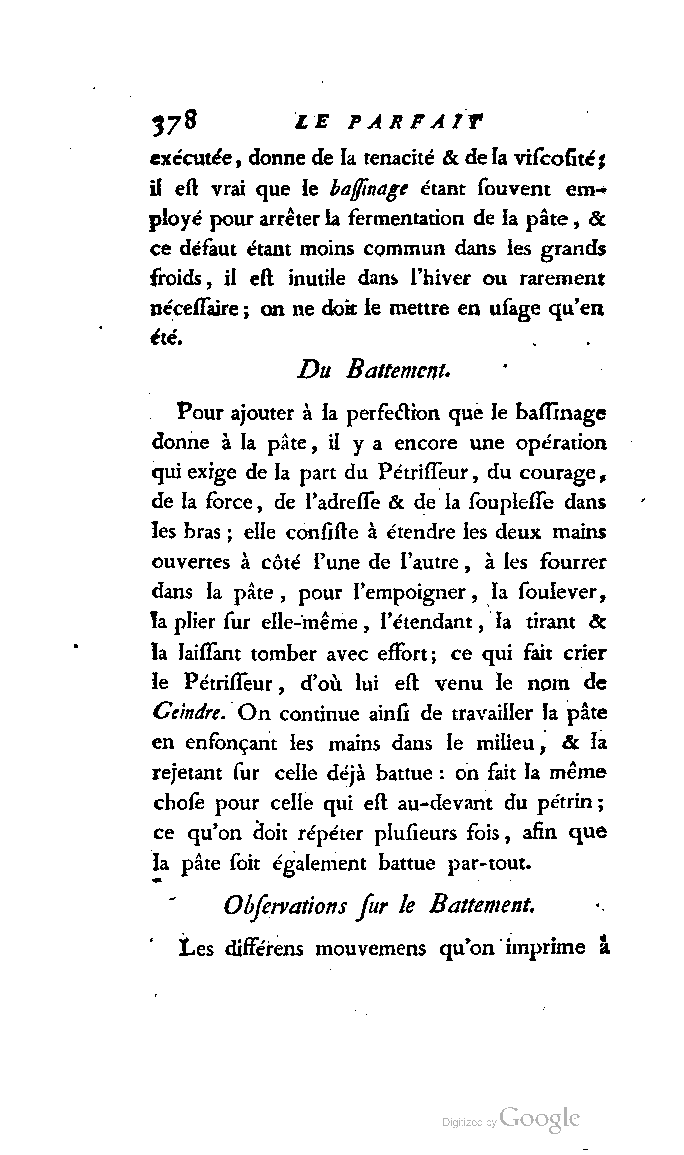 378 LE PARFAIT
exécutée, donne de la tenacité & de la viſcoſité;
il eſt vrai que le baſſinage étant ſouvent em-
ployé pour arrêter la fermentation de la pâte, &
ce défaut étant moins commun dans les grands
froids, il eſt inutile dans l'hiver ou rarement
néceſſaire; on ne doit le mettre en uſage qu'en
été.
Du Battement.
Pour ajouter à la perfection que le baſſinage
donne à la pâte, il y a encore une opération
qui exige de la part du Pétriſſeur, du courage,
de la force, de l'adreſſe & de la ſoupleſſe dans
les bras; elle conſiſte à étendre les deux mains
ouvertes à côté l'une de l'autre, à les fourrer
dans la pâte, pour l'empoigner, la ſoulever,
la plier ſur elle-même, l'étendant, la tirant &
la laiſſant tomber avec effort; ce qui fait crier
le Pétriſſeur, d'où lui eſt venu le nom de
Geindre. On continue ainſi de travailler la pâte
en enfonçant les mains dans le milieu, & la
rejetant ſur celle déjà battue: on fait la même
choſe pour celle qui eſt au-devant du pétrin;
ce qu'on doit répéter pluſieurs fois, afin que
la pâte ſoit également battue par-tout.
Obſervations ſur le Battement.
Les différens mouvemens qu'on imprime à
Digitized by Google